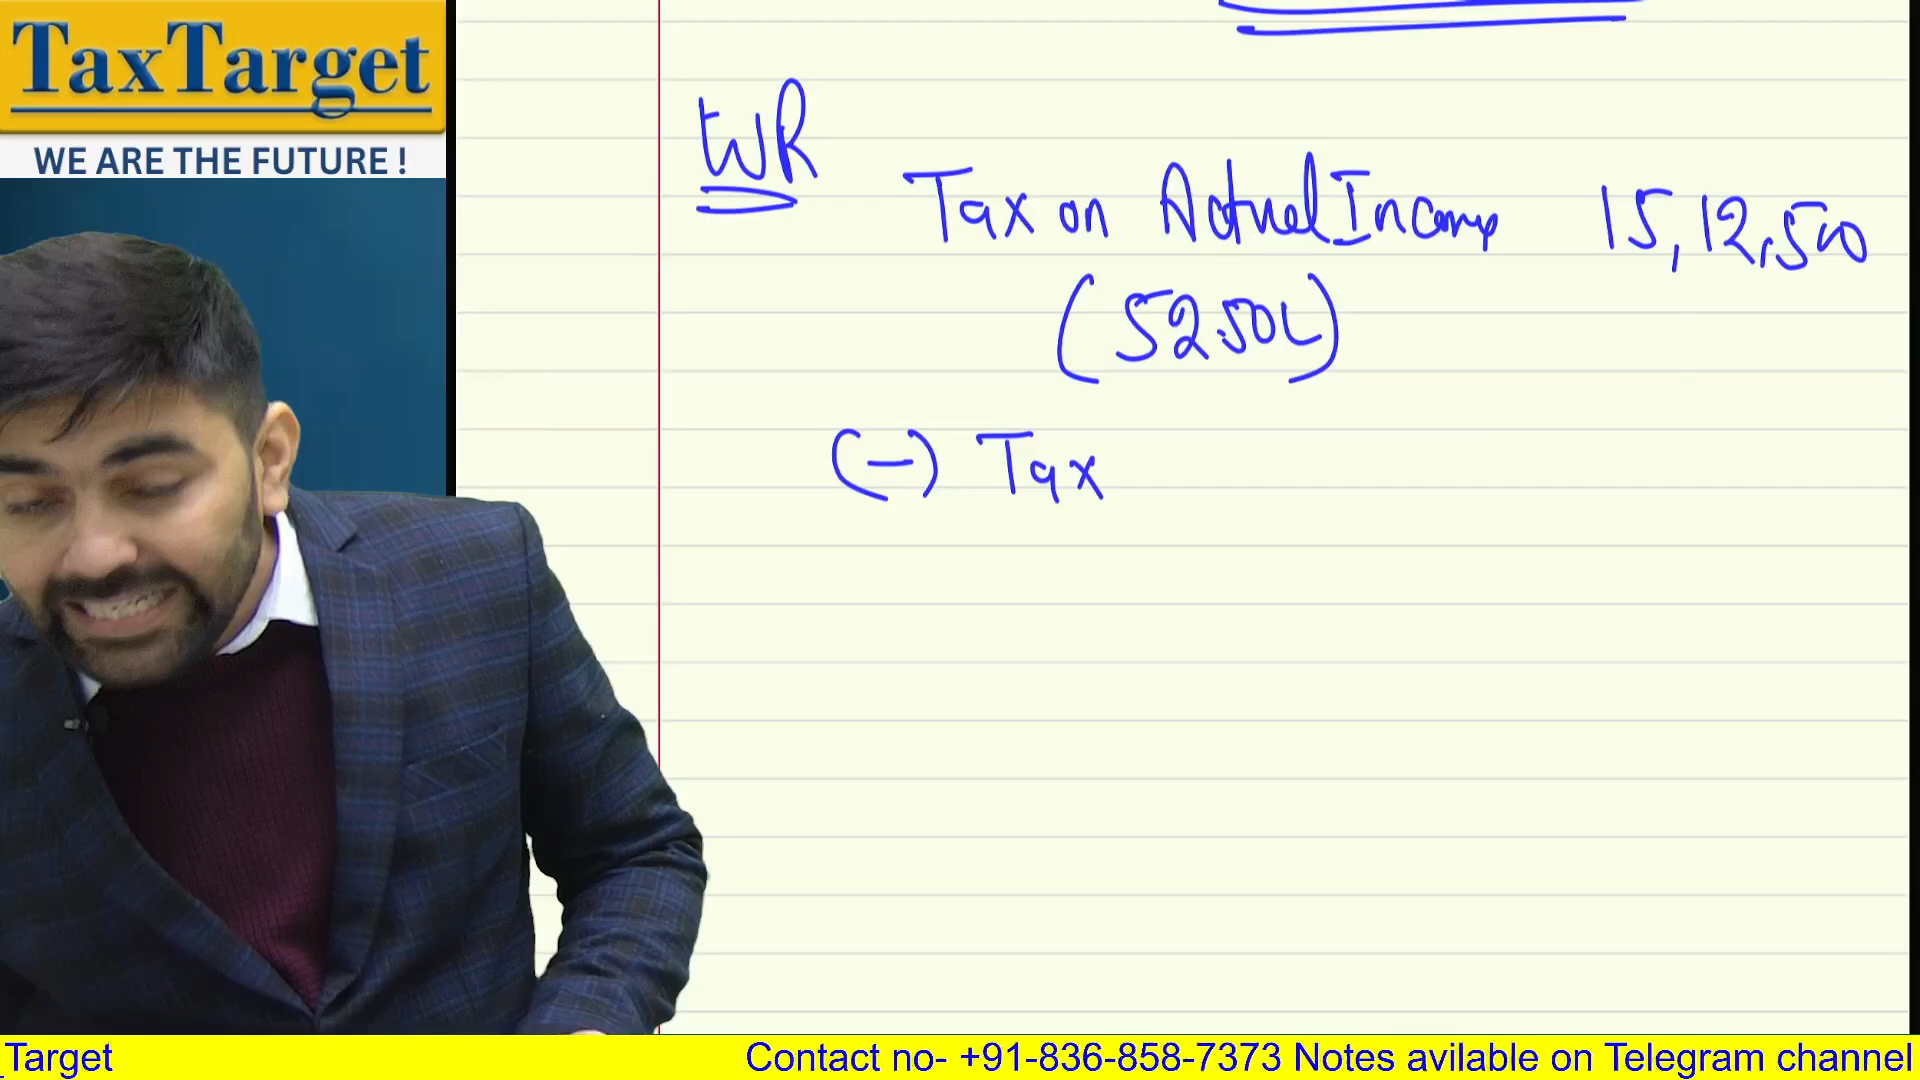 TaxTarget
WE ARE THE FUTURE !
WR
Tax on Actual Income 15,12,500
(52.50L)
(-) Tax
Target
Contact no- +91-836-858-7373 Notes avilable on Telegram channel